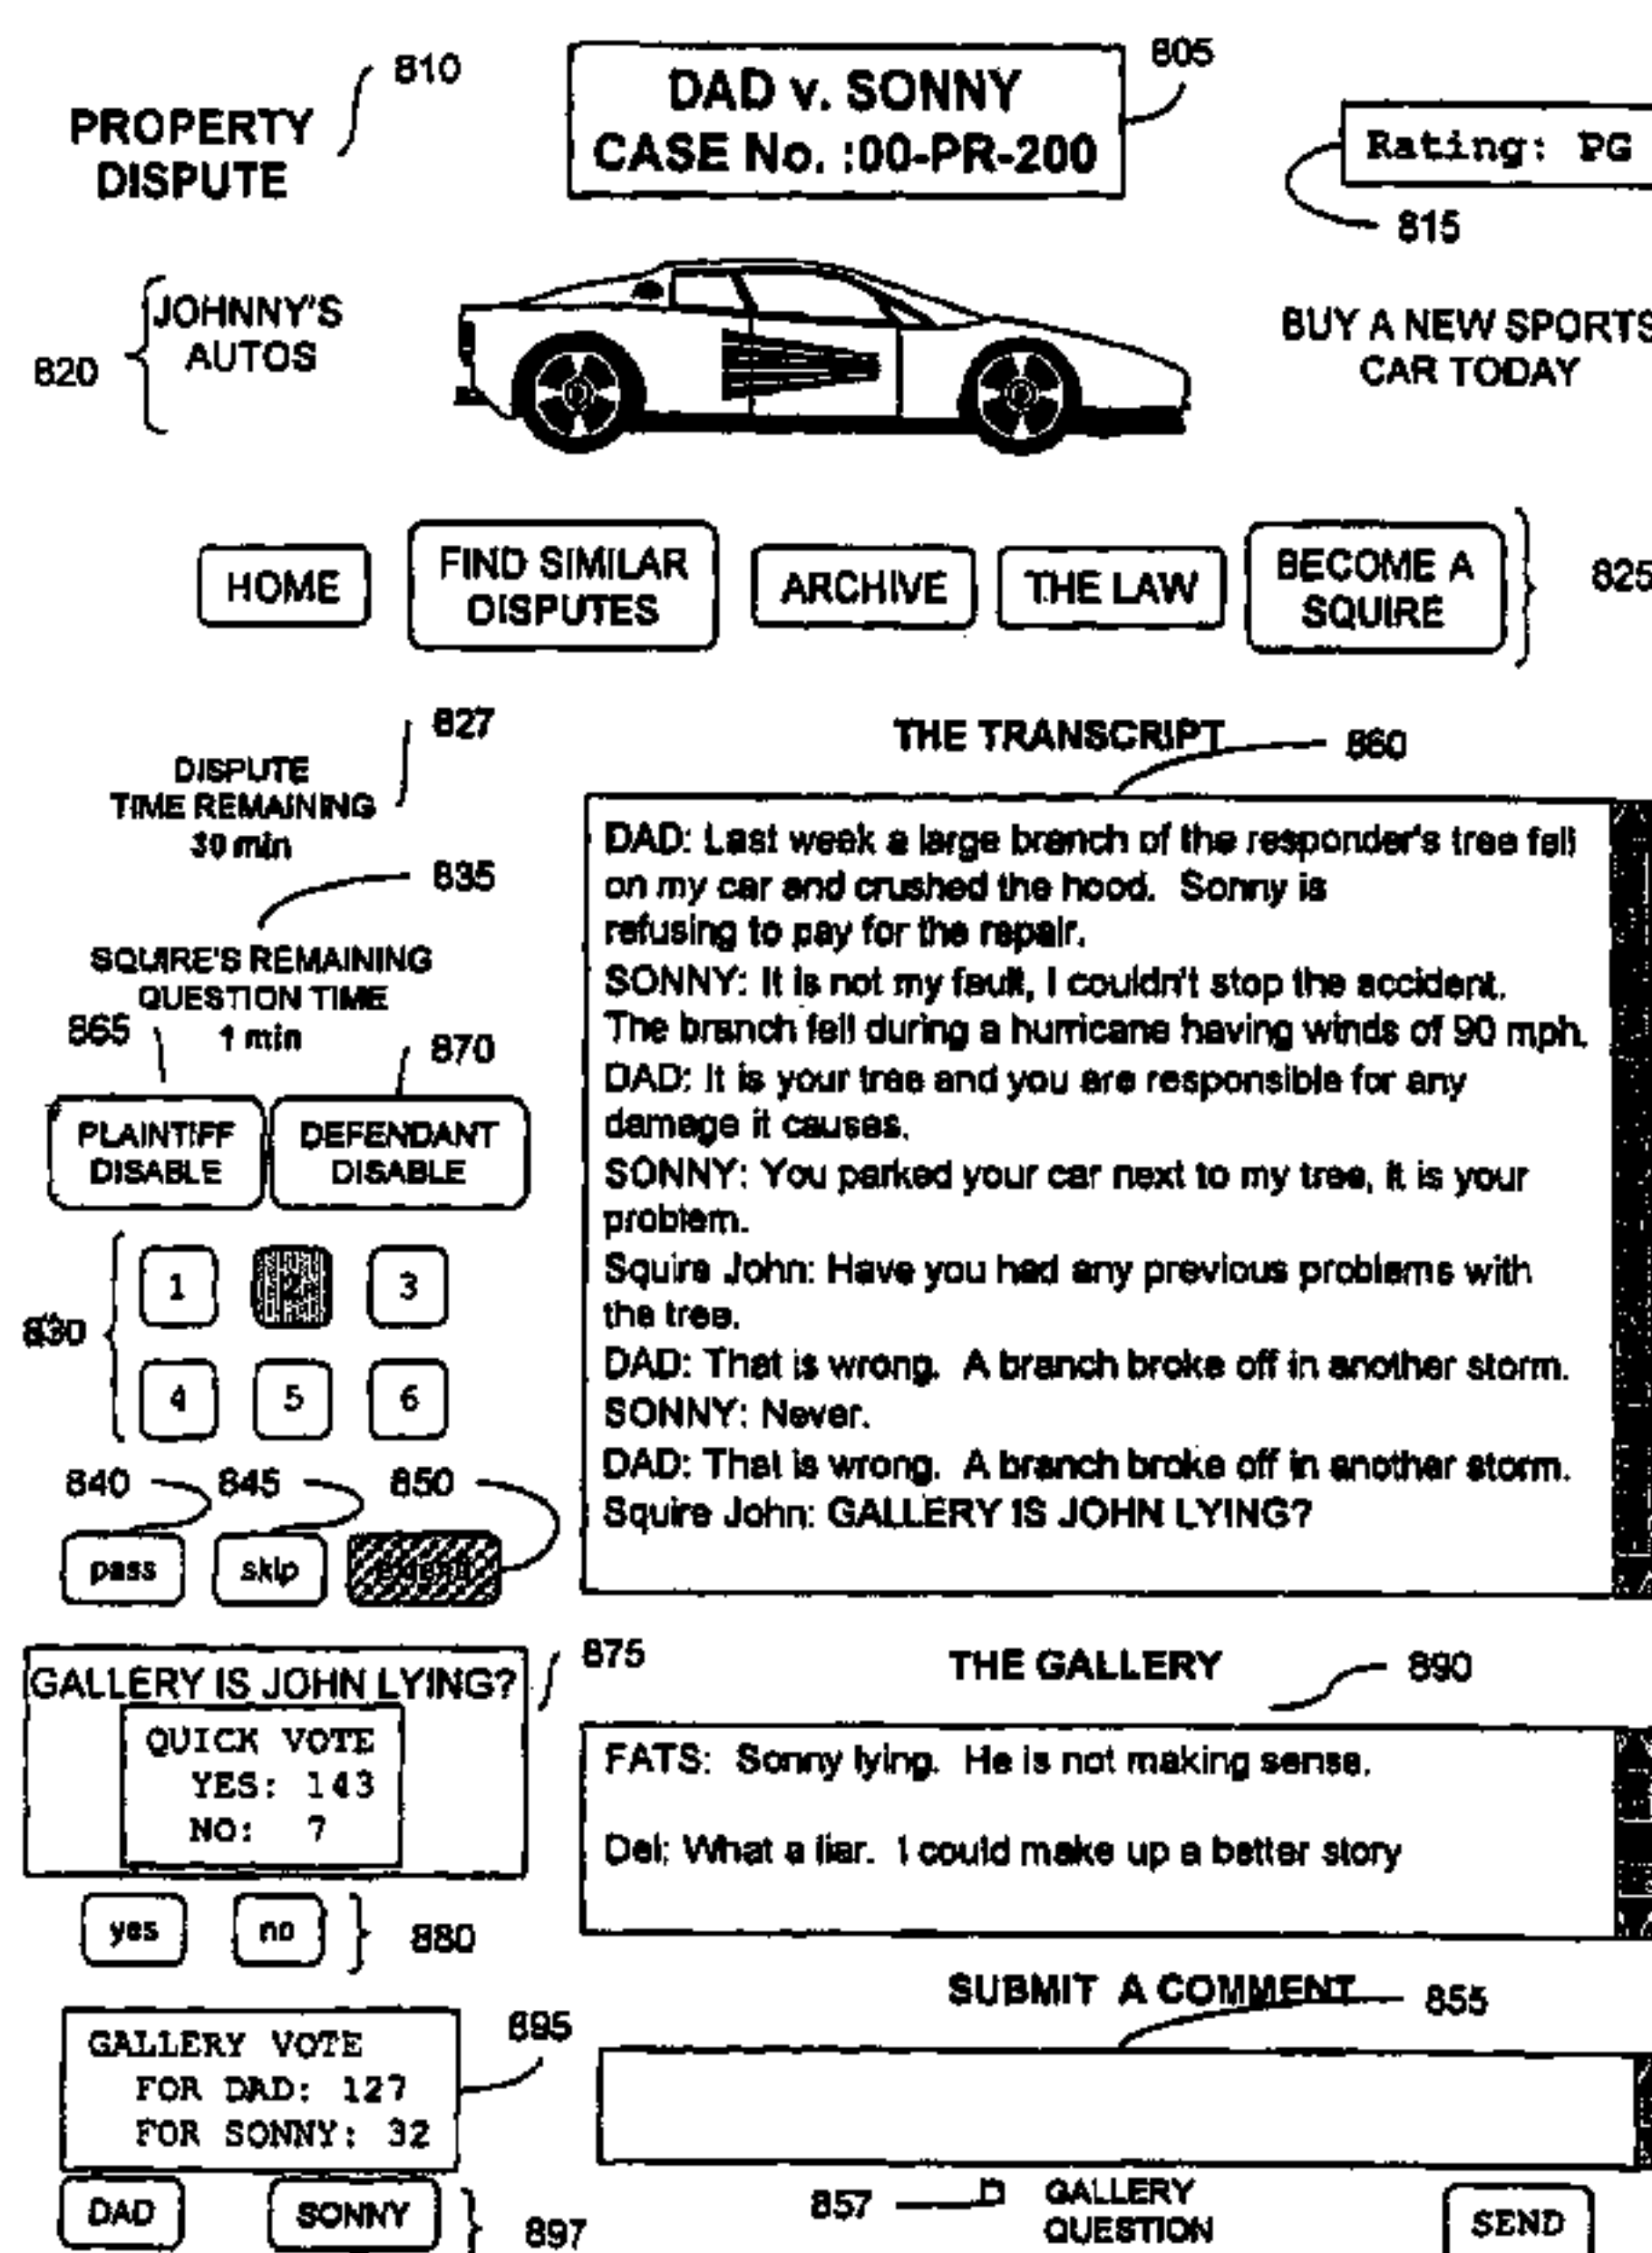 810
PROPERTY
DISPUTE
DAD v. SONNY
CASE No. :00-PR-200
805
Rating: PG
815
820
JOHNNY'S
AUTOS
BUY A NEW SPORTS
CAR TODAY
HOME
FIND SIMILAR
DISPUTES
ARCHIVE
THE LAW
BECOME A
SQUIRE
825
827
DISPUTE
TIME REMAINING
30 min
835
SQUIRE'S REMAINING
QUESTION TIME
1 min
865
870
PLAINTIFF
DISABLE
DEFENDANT
DISABLE
830
1
2
3
4
5
6
840
845
850
pass
skip
THE TRANSCRIPT
860
DAD: Last week a large branch of the responder's tree fell
on my car and crushed the hood. Sonny is
refusing to pay for the repair.
SONNY: It is not my fault, I couldn't stop the accident.
The branch fell during a hurricane having winds of 90 mph.
DAD: It is your tree and you are responsible for any
damage it causes.
SONNY: You parked your car next to my tree, it is your
problem.
Squire John: Have you had any previous problems with
the tree.
DAD: That is wrong. A branch broke off in another storm.
SONNY: Never.
DAD: That is wrong. A branch broke off in another storm.
Squire John: GALLERY IS JOHN LYING?
GALLERY IS JOHN LYING?
875
QUICK VOTE
YES: 143
NO: 7
yes
no
880
THE GALLERY
890
FATS: Sonny lying. He is not making sense.
Del: What a liar. I could make up a better story
GALLERY VOTE
FOR DAD: 127
FOR SONNY: 32
895
DAD
SONNY
897
SUBMIT A COMMENT
855
857
GALLERY
QUESTION
SEND